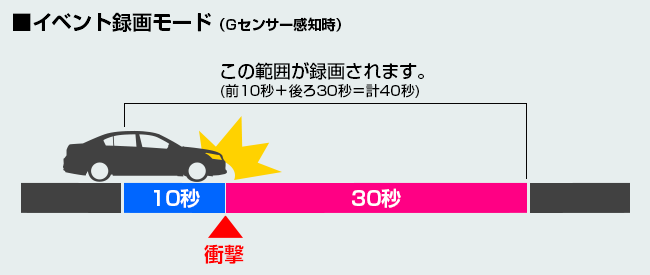 ■イベント録画モード（Gセンサー感知時）
この範囲が録画されます。
(前10秒＋後ろ30秒＝計40秒)
10秒 30秒
衝撃